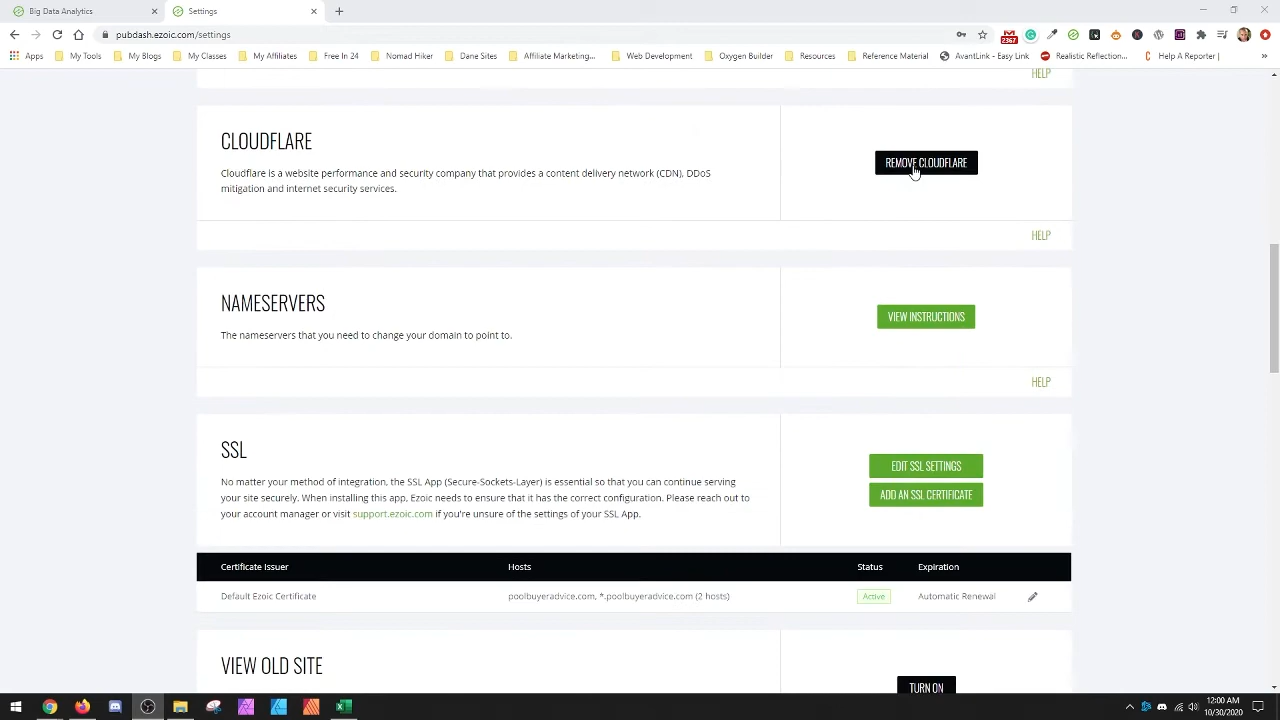 Big Data Analytics
Settings
pubdash.ezoic.com/settings
2367
Apps
My Tools
My Blogs
My Classes
My Affiliates
Free In 24
Nomad Hiker
Dane Sites
Affiliate Marketing...
Web Development
Oxygen Builder
Resources
Reference Material
AvantLink - Easy Link
Realistic Reflection...
Help A Reporter |
HELP
CLOUDFLARE
Cloudflare is a website performance and security company that provides a content delivery network (CDN), DDoS
mitigation and internet security services.
REMOVE CLOUDFLARE
HELP
NAMESERVERS
The nameservers that you need to change your domain to point to.
VIEW INSTRUCTIONS
HELP
SSL
No matter your method of integration, the SSL App (Secure-Sockets-Layer) is essential so that you can continue serving
your site securely. When installing this app, Ezoic needs to ensure that it has the correct configuration. Please reach out to
your account manager or visit support.ezoic.com if you're unsure of the settings of your SSL App.
EDIT SSL SETTINGS
ADD AN SSL CERTIFICATE
Certificate Issuer Hosts Status Expiration
Default Ezoic Certificate poolbuyeradvice.com, *.poolbuyeradvice.com (2 hosts) Active Automatic Renewal
VIEW OLD SITE
TURN ON
12:00 AM
10/30/2020